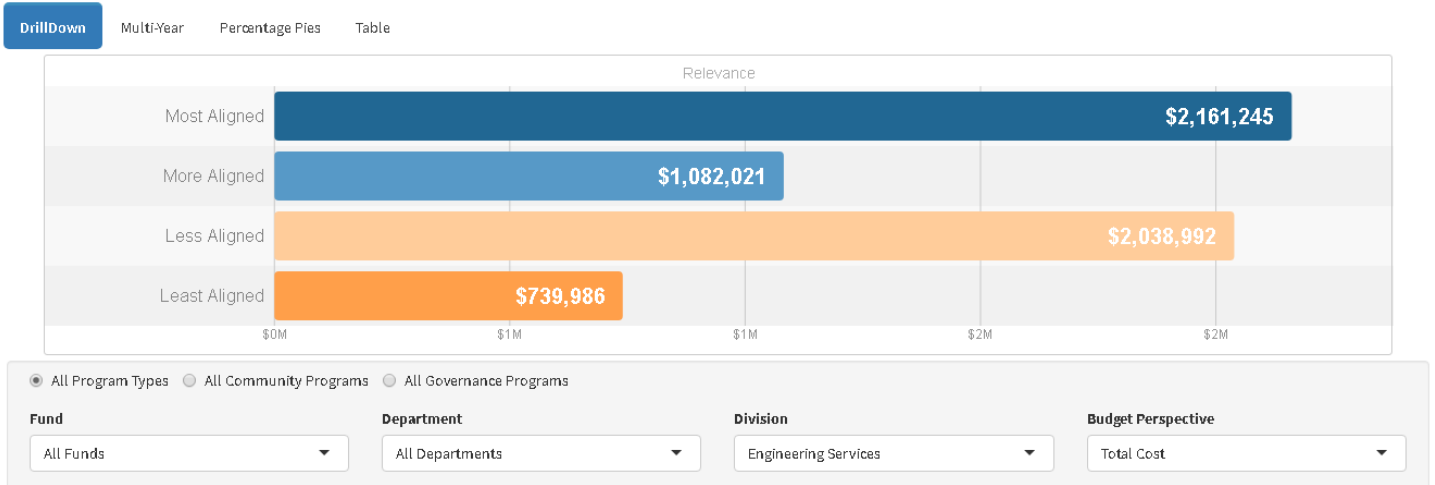 DrillDown Multi-Year Percentage Pies Table
Relevance
Most Aligned $2,161,245
More Aligned $1,082,021
Less Aligned $2,038,992
Least Aligned $739,986
$0M $1M $1M $2M $2M
All Program Types All Community Programs All Governance Programs
Fund Department Division Budget Perspective
All Funds All Departments Engineering Services Total Cost